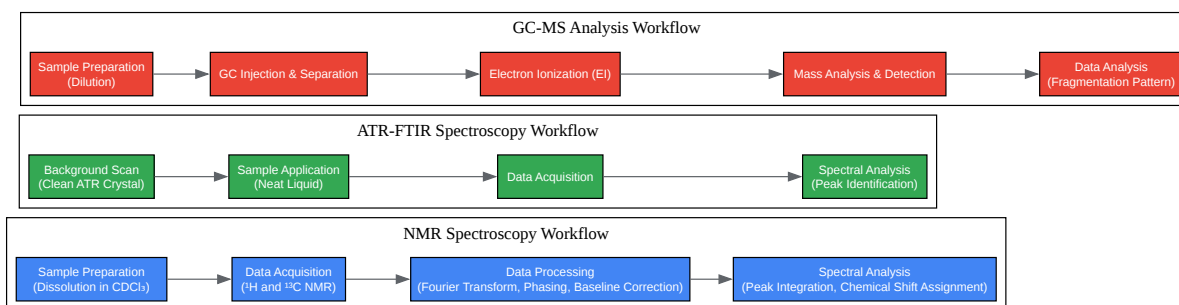 GC-MS Analysis Workflow
Sample Preparation
(Dilution)
GC Injection & Separation
Electron Ionization (EI)
Mass Analysis & Detection
Data Analysis
(Fragmentation Pattern)
ATR-FTIR Spectroscopy Workflow
Background Scan
(Clean ATR Crystal)
Sample Application
(Neat Liquid)
Data Acquisition
Spectral Analysis
(Peak Identification)
NMR Spectroscopy Workflow
Sample Preparation
(Dissolution in CDCl₃)
Data Acquisition
(¹H and ¹³C NMR)
Data Processing
(Fourier Transform, Phasing, Baseline Correction)
Spectral Analysis
(Peak Integration, Chemical Shift Assignment)